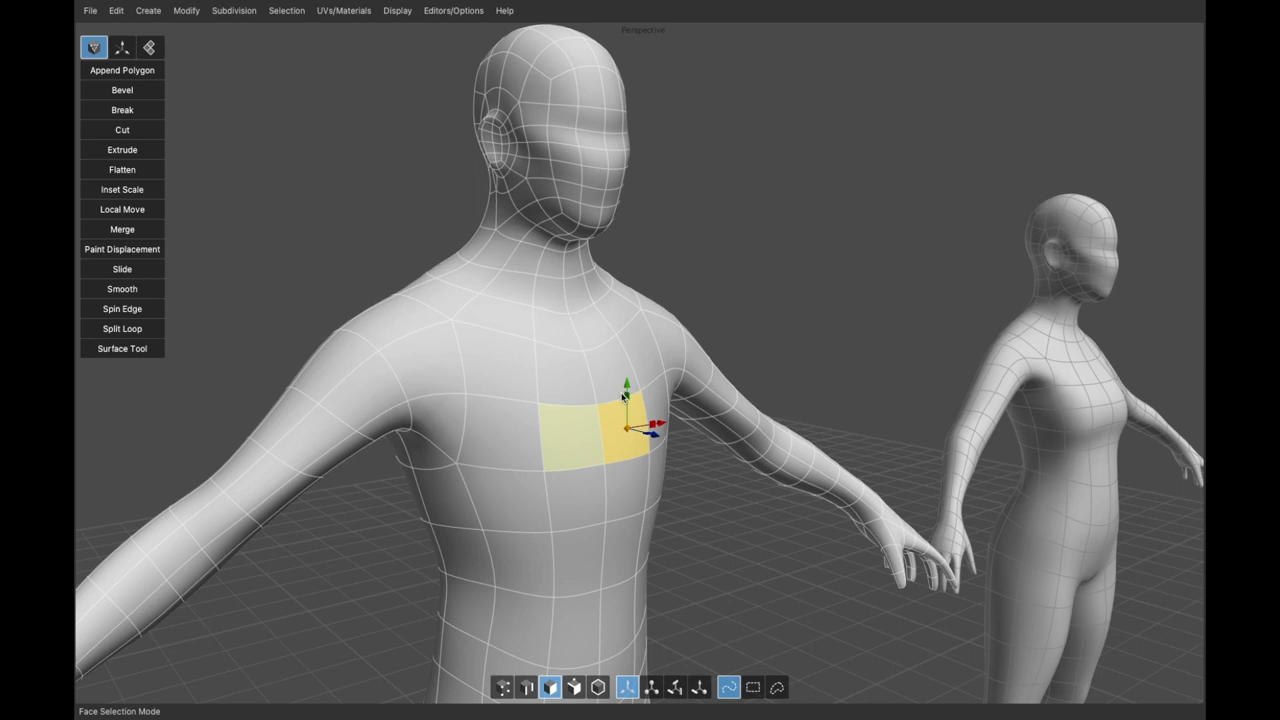 File Edit Create Modify Subdivision Selection UVs/Materials Display Editors/Options Help
Perspective
Append Polygon
Bevel
Break
Cut
Extrude
Flatten
Inset Scale
Local Move
Merge
Paint Displacement
Slide
Smooth
Spin Edge
Split Loop
Surface Tool
Face Selection Mode